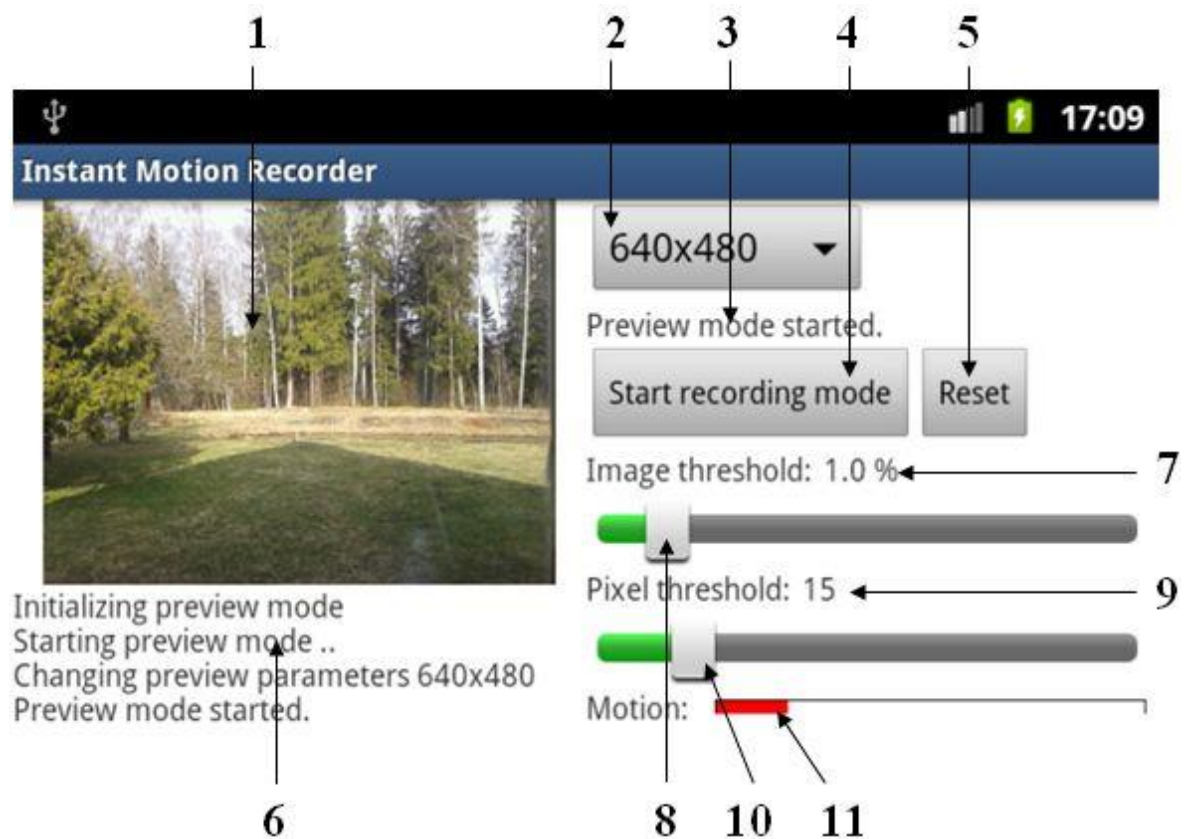 1 2 3 4 5
17:09
Instant Motion Recorder
640x480
Preview mode started.
Start recording mode Reset
Image threshold: 1.0 % 7
Pixel threshold: 15 9
Motion:
Initializing preview mode
Starting preview mode ..
Changing preview parameters 640x480
Preview mode started.
6 8 10 11